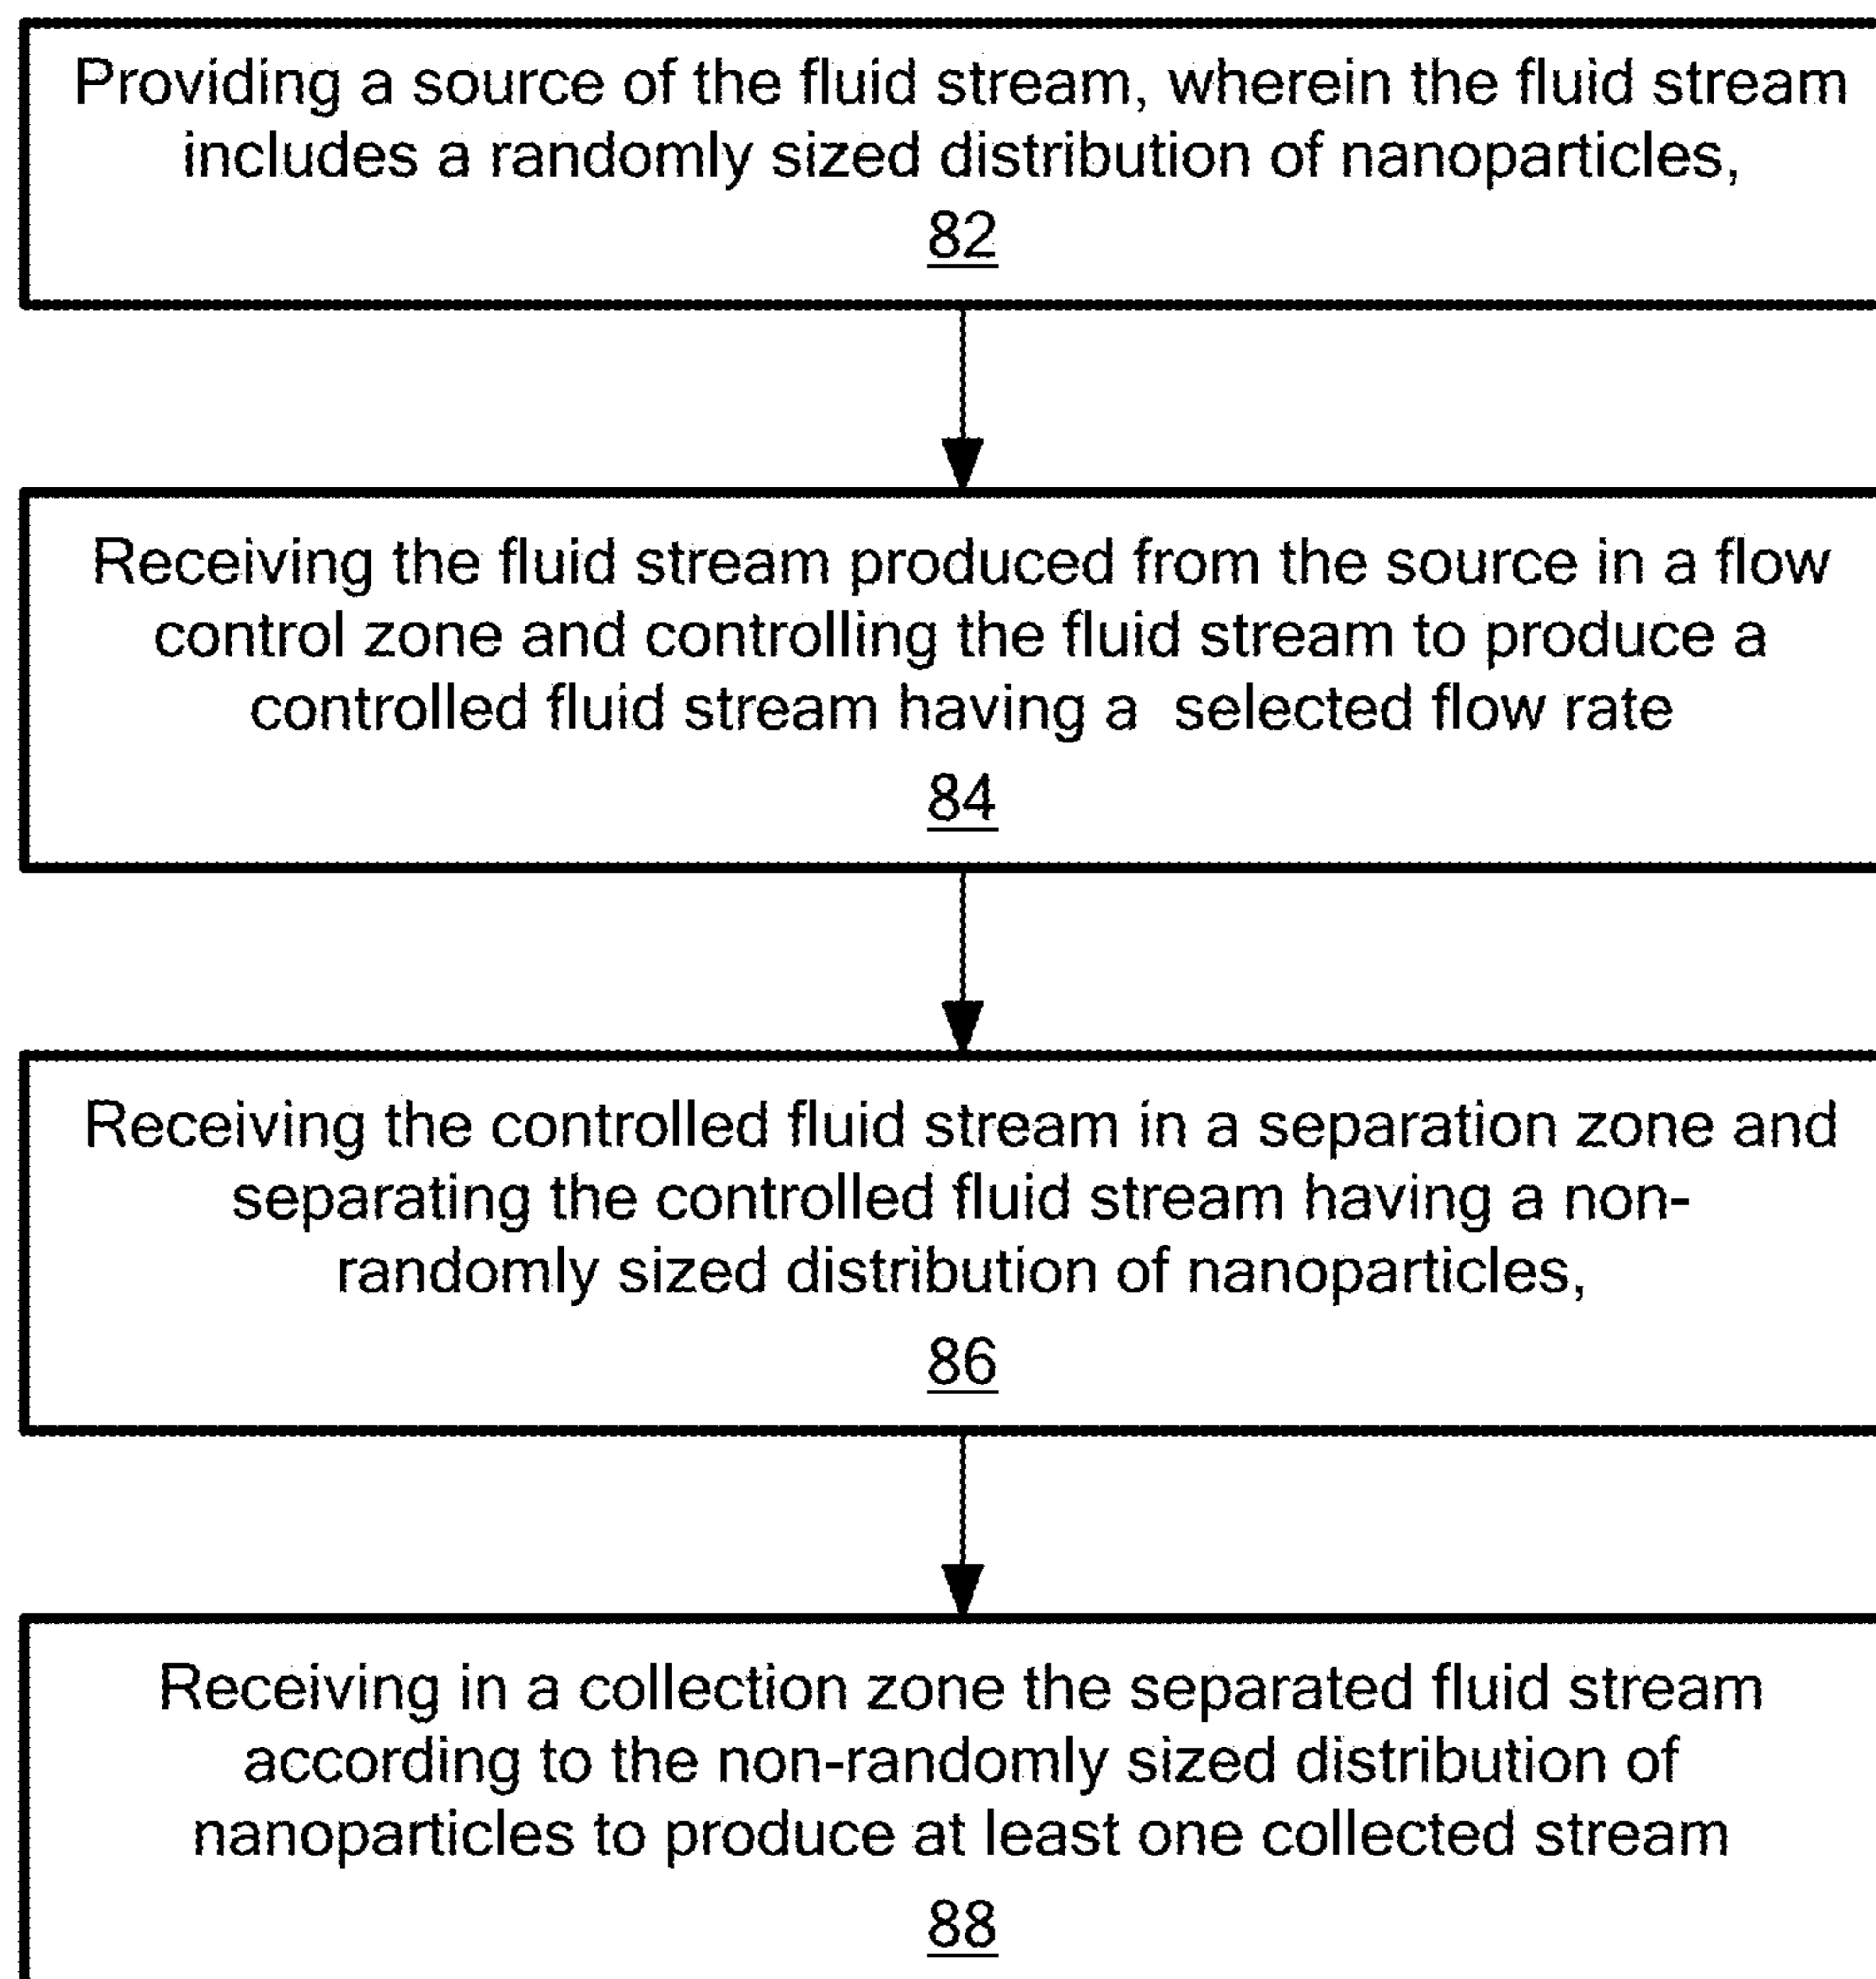 Providing a source of the fluid stream, wherein the fluid stream
includes a randomly sized distribution of nanoparticles,
82
Receiving the fluid stream produced from the source in a flow
control zone and controlling the fluid stream to produce a
controlled fluid stream having a selected flow rate
84
Receiving the controlled fluid stream in a separation zone and
separating the controlled fluid stream having a non-
randomly sized distribution of nanoparticles,
86
Receiving in a collection zone the separated fluid stream
according to the non-randomly sized distribution of
nanoparticles to produce at least one collected stream
88